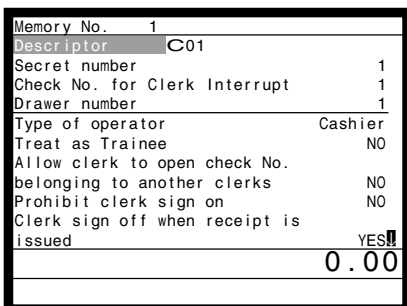 Memory No. 1
Descriptor C01
Secret number 1
Check No. for Clerk Interrupt 1
Drawer number 1
Type of operator Cashier
Treat as Trainee NO
Allow clerk to open check No.
belonging to another clerks NO
Prohibit clerk sign on NO
Clerk sign off when receipt is
issued YES↓
0.00